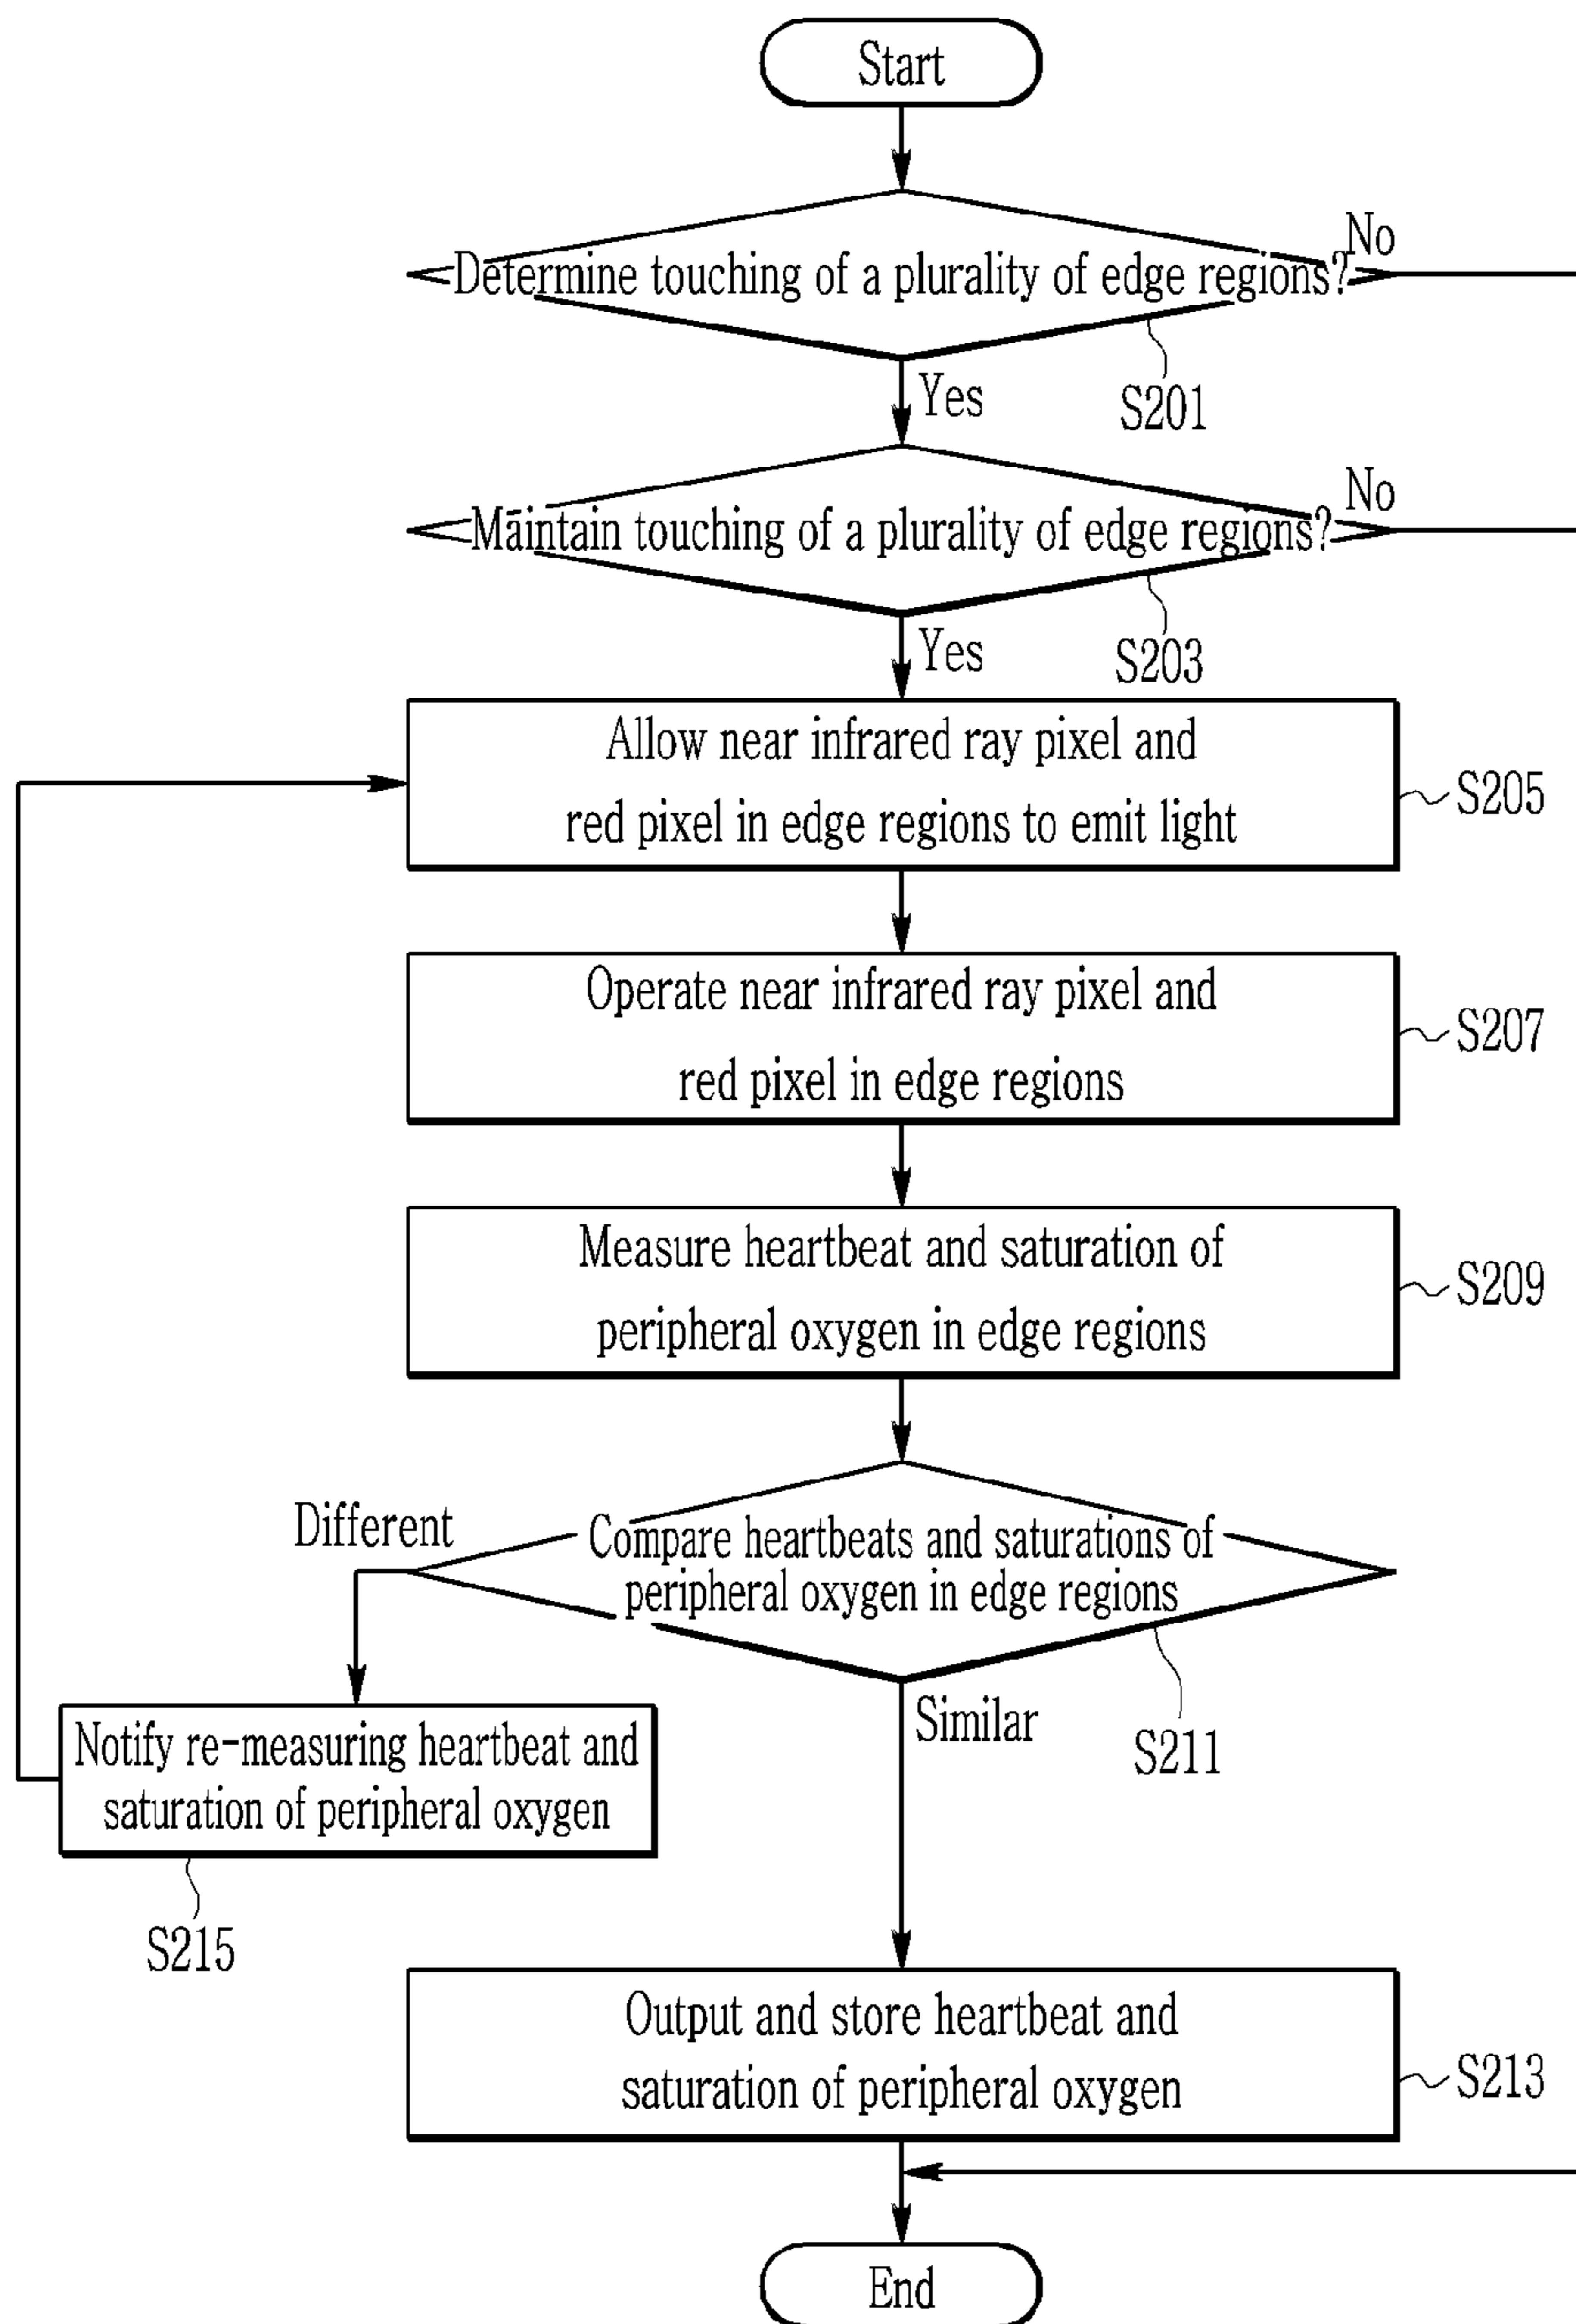 Start
Determine touching of a plurality of edge regions?
No
S201
Yes
Maintain touching of a plurality of edge regions?
No
S203
Yes
Allow near infrared ray pixel and
red pixel in edge regions to emit light
S205
Operate near infrared ray pixel and
red pixel in edge regions
S207
Measure heartbeat and saturation of
peripheral oxygen in edge regions
S209
Different
Compare heartbeats and saturations of
peripheral oxygen in edge regions
S211
Similar
Notify re-measuring heartbeat and
saturation of peripheral oxygen
S215
Output and store heartbeat and
saturation of peripheral oxygen
S213
End